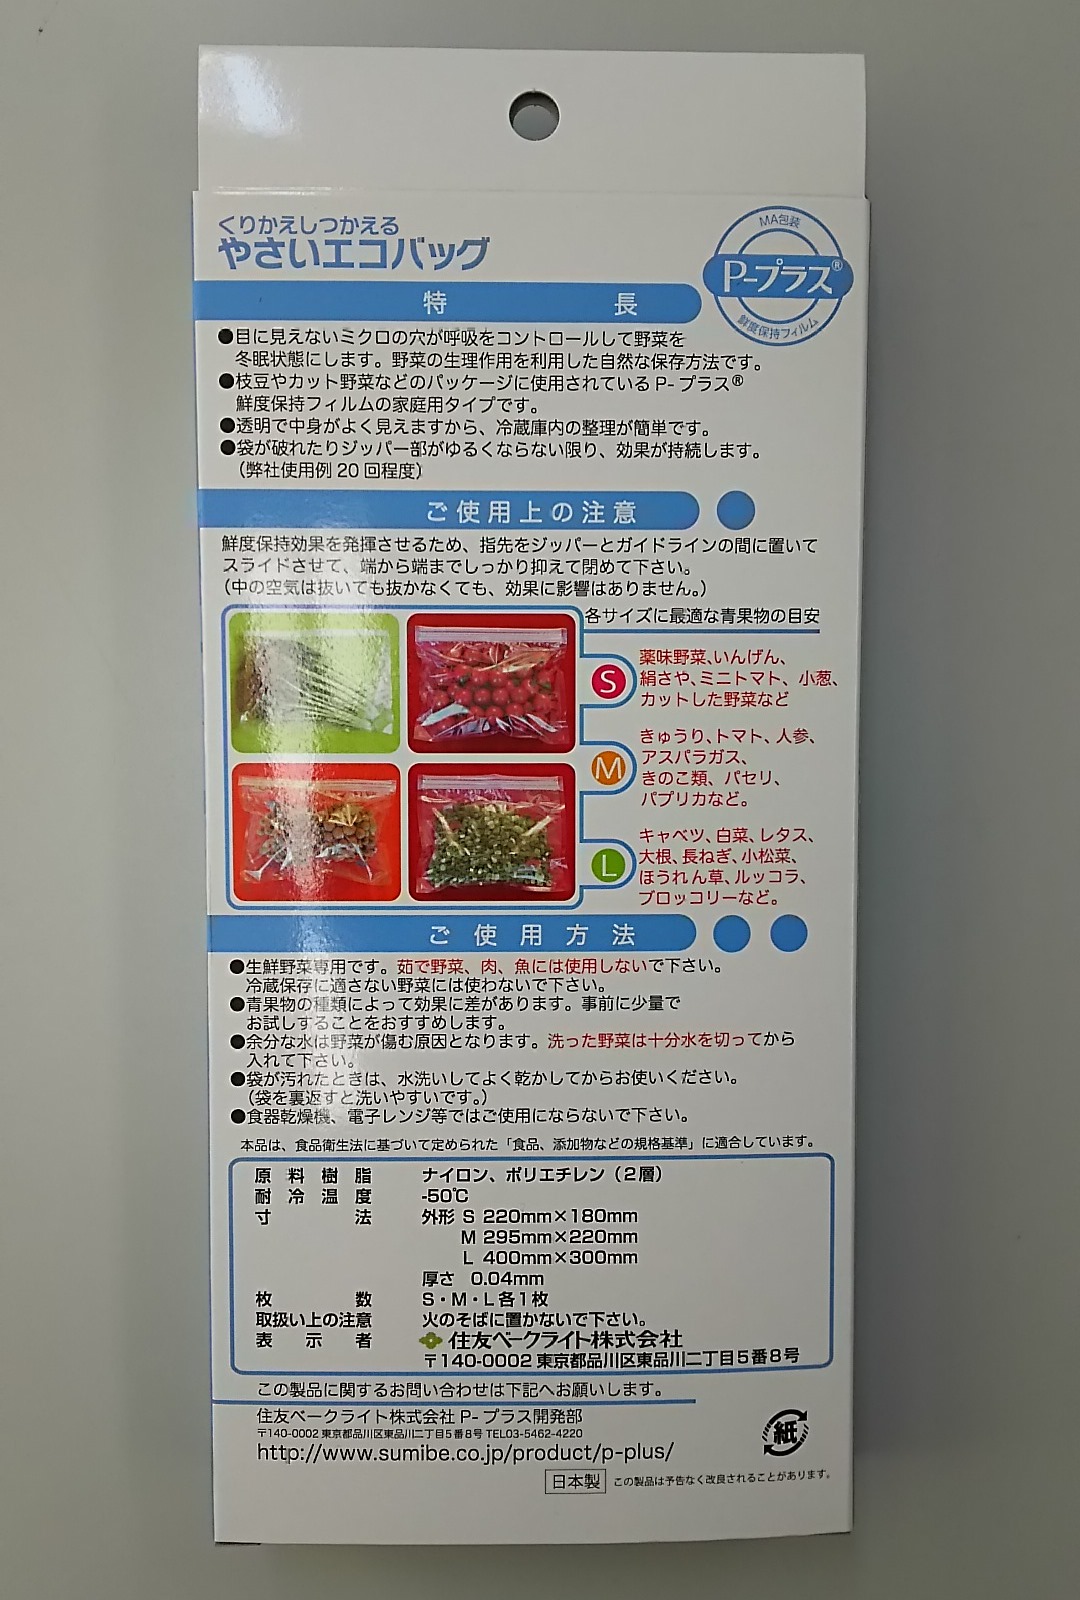 くりかえしつかえる
やさいエコバッグ
MA包装
P-プラス®
鮮度保持フィルム
特長
●目に見えないミクロの穴が呼吸をコントロールして野菜を
冬眠状態にします。野菜の生理作用を利用した自然な保存方法です。
●枝豆やカット野菜などのパッケージに使用されているP-プラス®
鮮度保持フィルムの家庭用タイプです。
●透明で中身がよく見えますから、冷蔵庫内の整理が簡単です。
●袋が破れたりジッパー部がゆるくならない限り、効果が持続します。
（弊社使用例20回程度）
ご使用上の注意
鮮度保持効果を発揮させるため、指先をジッパーとガイドラインの間に置いて
スライドさせて、端から端までしっかり抑えて閉めて下さい。
（中の空気は抜いても抜かなくても、効果に影響はありません。）
各サイズに最適な青果物の目安
S
薬味野菜、いんげん、
絹さや、ミニトマト、小葱、
カットした野菜など
M
きゅうり、トマト、人参、
アスパラガス、
きのこ類、パセリ、
パプリカなど。
L
キャベツ、白菜、レタス、
大根、長ねぎ、小松菜、
ほうれん草、ルッコラ、
ブロッコリーなど。
ご使用方法
●生鮮野菜専用です。茹で野菜、肉、魚には使用しないで下さい。
冷蔵保存に適さない野菜には使わないで下さい。
●青果物の種類によって効果に差があります。事前に少量で
お試しすることをおすすめします。
●余分な水は野菜が傷む原因となります。洗った野菜は十分水を切ってから
入れて下さい。
●袋が汚れたときは、水洗いしてよく乾かしてからお使いください。
（袋を裏返すと洗いやすいです。）
●食器乾燥機、電子レンジ等ではご使用にならないで下さい。
本品は、食品衛生法に基づいて定められた「食品、添加物などの規格基準」に適合しています。
原料樹脂 ナイロン、ポリエチレン（2層）
耐冷温度 -50℃
寸法 外形 S 220mm×180mm
M 295mm×220mm
L 400mm×300mm
厚さ 0.04mm
枚数 S・M・L各1枚
取扱い上の注意 火のそばに置かないで下さい。
表示者 住友ベークライト株式会社
〒140-0002 東京都品川区東品川二丁目5番8号
この製品に関するお問い合わせは下記へお願いします。
住友ベークライト株式会社 P-プラス開発部
〒140-0002 東京都品川区東品川二丁目5番8号 TEL03-5462-4220
http://www.sumibe.co.jp/product/p-plus/
紙
日本製 この製品は予告なく改良されることがあります。